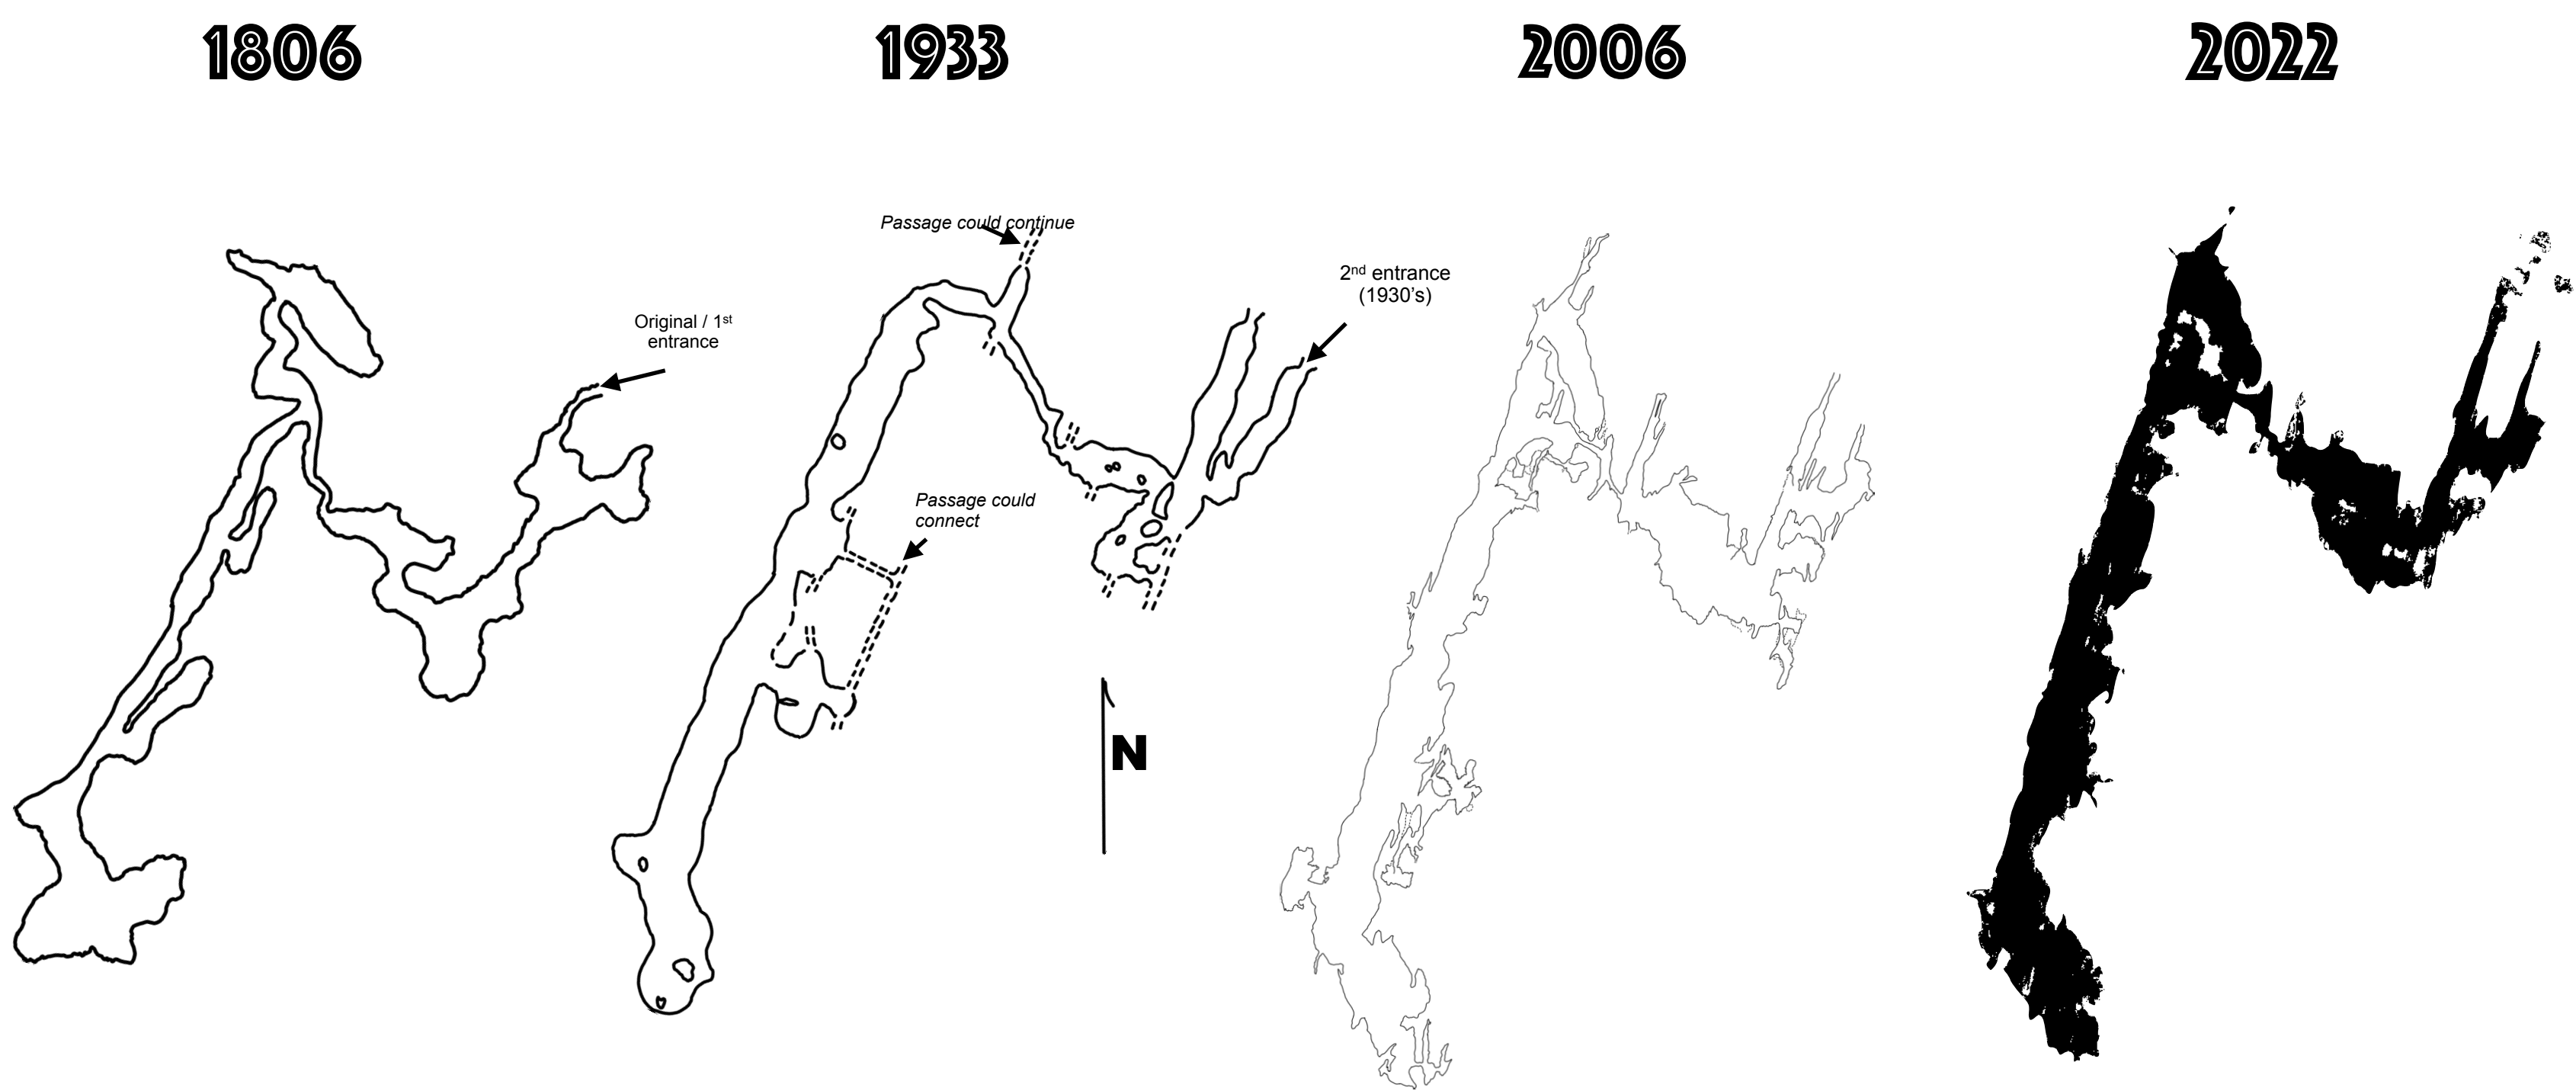 1806
1933
2006
2022
Passage could continue
2nd entrance
(1930’s)
Original / 1st
entrance
Passage could
connect
N